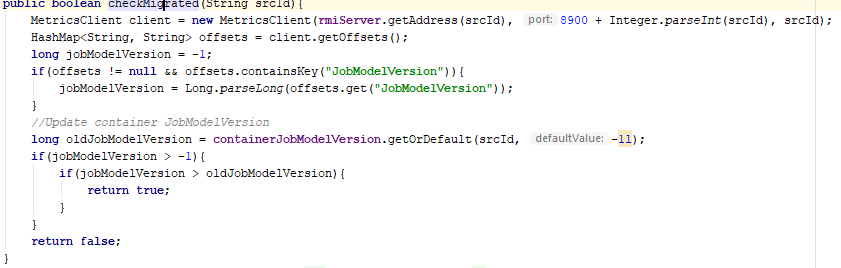 public boolean checkMigrated(String srcId){
MetricsClient client = new MetricsClient(rmiServer.getAddress(srcId), port: 8900 + Integer.parseInt(srcId), srcId);
HashMap<String, String> offsets = client.getOffsets();
long jobModelVersion = -1;
if(offsets != null && offsets.containsKey("JobModelVersion")){
jobModelVersion = Long.parseLong(offsets.get("JobModelVersion"));
}
//Update container JobModelVersion
long oldJobModelVersion = containerJobModelVersion.getOrDefault(srcId, defaultValue: -1l);
if(jobModelVersion > -1){
if(jobModelVersion > oldJobModelVersion){
return true;
}
}
return false;
}